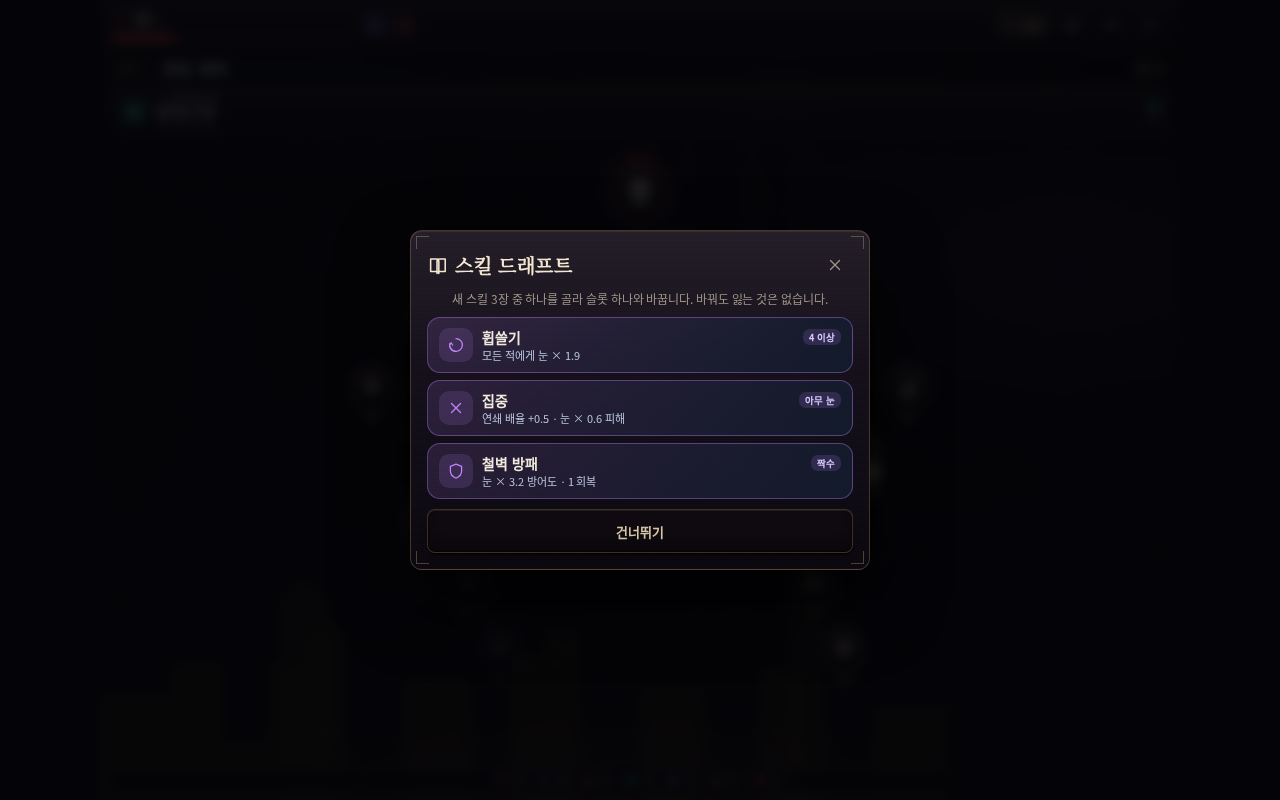 스킬 드래프트
새 스킬 3장 중 하나를 골라 슬롯 하나와 바꿉니다. 바꿔도 잃는 것은 없습니다.
휩쓸기
4 이상
모든 적에게 눈 × 1.9
집중
아무 눈
연쇄 배율 +0.5 · 눈 × 0.6 피해
철벽 방패
짝수
눈 × 3.2 방어도 · 1 회복
건너뛰기